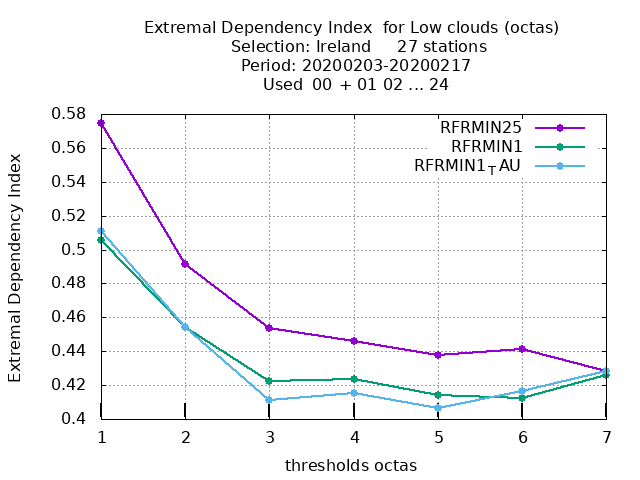 Extremal Dependency Index  for Low clouds (octas)
Selection: Ireland     27 stations
Period: 20200203-20200217
Used  00 + 01 02 ... 24
RFRMIN25
RFRMIN1
RFRMIN1TAU
Extremal Dependency Index
0.58
0.56
0.54
0.52
0.5
0.48
0.46
0.44
0.42
0.4
1 2 3 4 5 6 7
thresholds octas